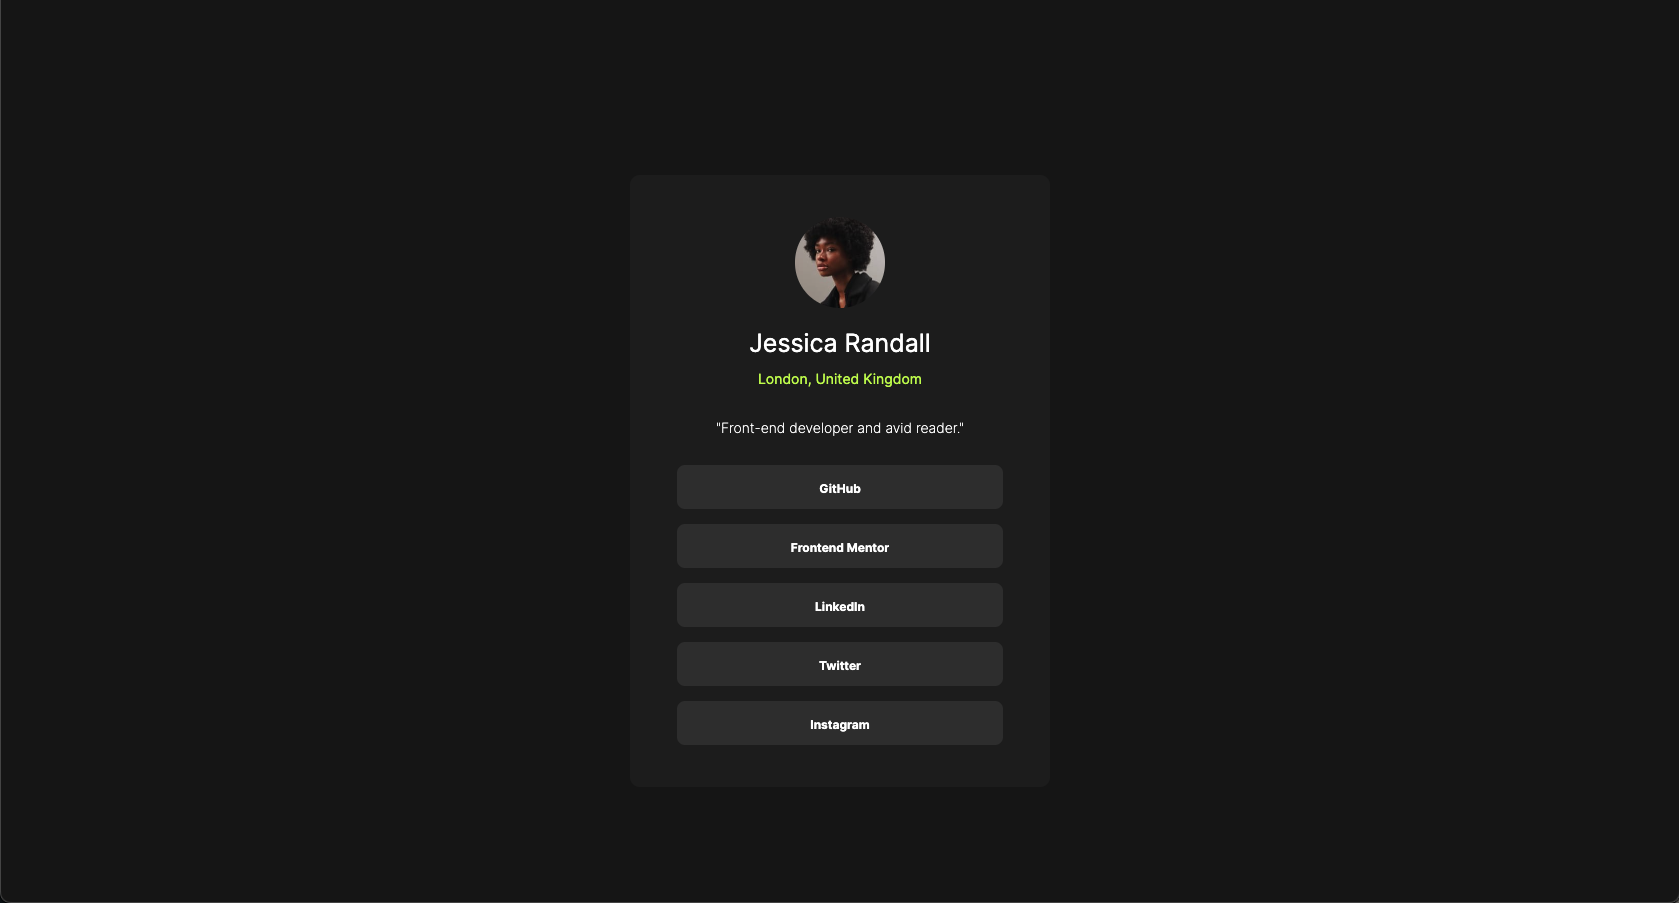 Jessica Randall
London, United Kingdom
"Front-end developer and avid reader."
GitHub
Frontend Mentor
LinkedIn
Twitter
Instagram